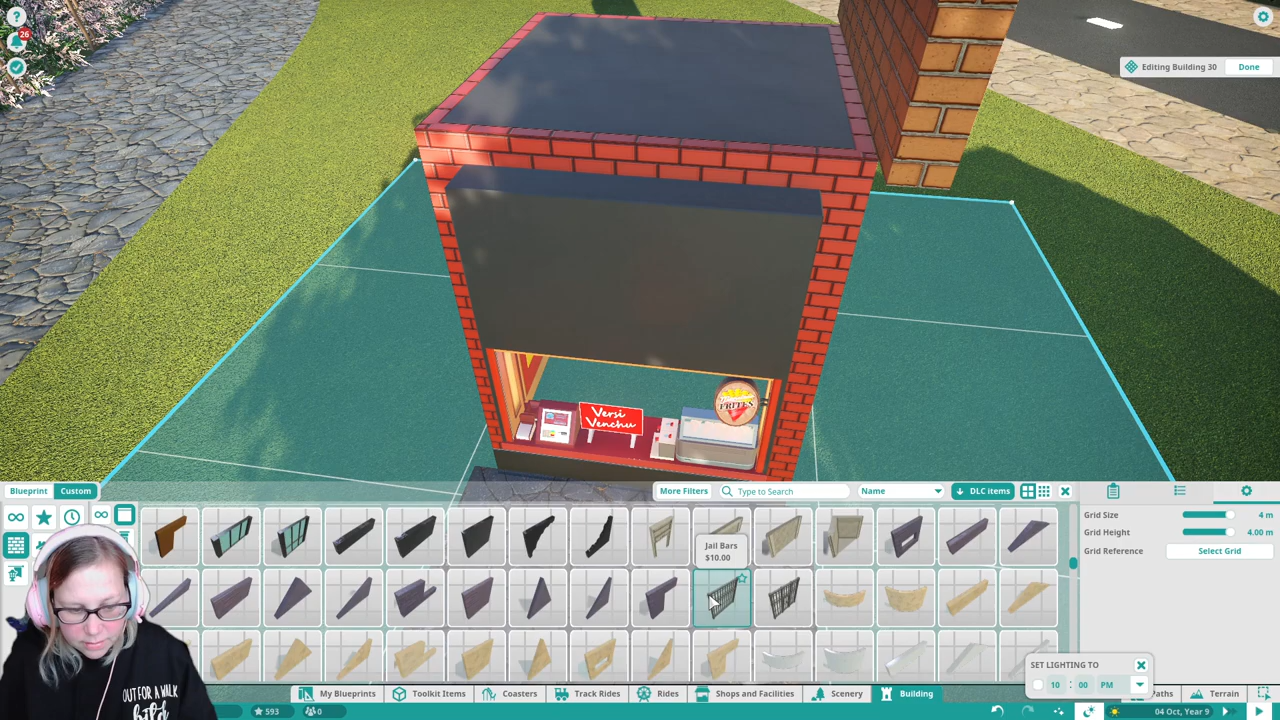 26
Editing Building 30
Done
Versi
Venchu
FRITES
Blueprint
Custom
More Filters
Type to Search
Name
DLC items
Grid Size
4 m
Grid Height
4.00 m
Grid Reference
Select Grid
Jail Bars
$10.00
OUT FOR A WALK
SET LIGHTING TO
10 : 00 PM
My Blueprints
Toolkit Items
Coasters
Track Rides
Rides
Shops and Facilities
Scenery
Building
Paths
Terrain
593
0
04 Oct, Year 9